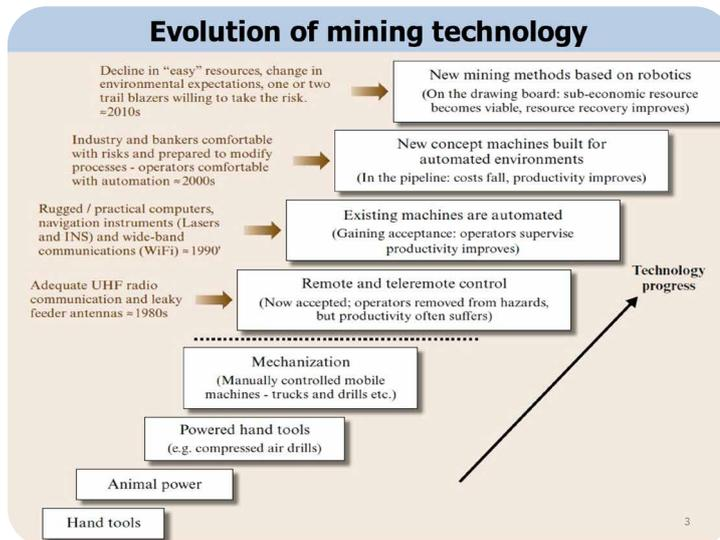 Evolution of mining technology
Decline in “easy” resources, change in
environmental expectations, one or two
trail blazers willing to take the risk.
≈2010s
New mining methods based on robotics
(On the drawing board: sub-economic resource
becomes viable, resource recovery improves)
Industry and bankers comfortable
with risks and prepared to modify
processes - operators comfortable
with automation ≈2000s
New concept machines built for
automated environments
(In the pipeline: costs fall, productivity improves)
Rugged / practical computers,
navigation instruments (Lasers
and INS) and wide-band
communications (WiFi) ≈1990'
Existing machines are automated
(Gaining acceptance: operators supervise
productivity improves)
Adequate UHF radio
communication and leaky
feeder antennas ≈1980s
Remote and teleremote control
(Now accepted; operators removed from hazards,
but productivity often suffers)
Technology
progress
Mechanization
(Manually controlled mobile
machines - trucks and drills etc.)
Powered hand tools
(e.g. compressed air drills)
Animal power
Hand tools
3